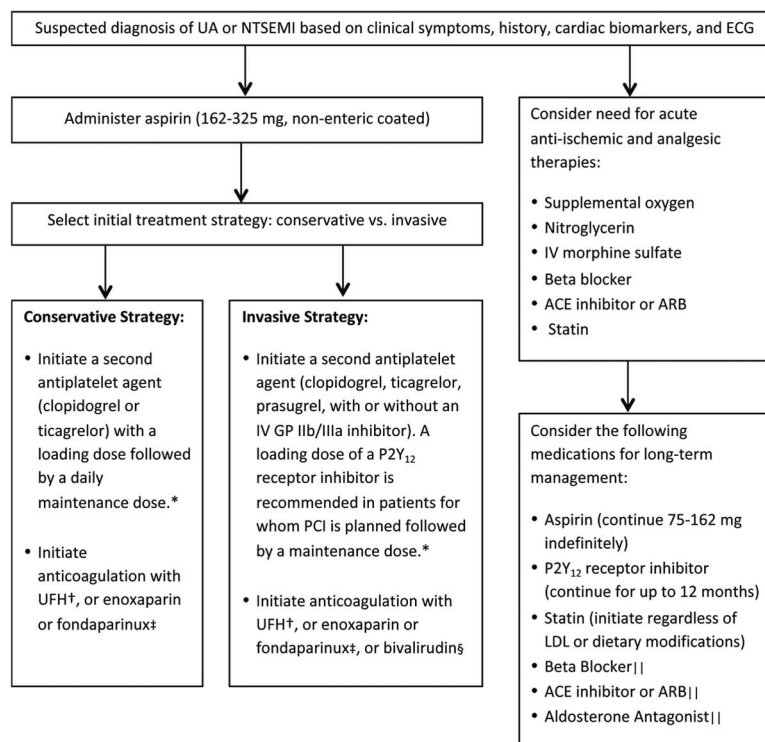 Suspected diagnosis of UA or NTSEMI based on clinical symptoms, history, cardiac biomarkers, and ECG
Administer aspirin (162-325 mg, non-enteric coated)
Select initial treatment strategy: conservative vs. invasive
Conservative Strategy:
• Initiate a second
antiplatelet agent
(clopidogrel or
ticagrelor) with a
loading dose followed
by a daily
maintenance dose.*
• Initiate
anticoagulation with
UFH†, or enoxaparin
or fondaparinux‡
Invasive Strategy:
• Initiate a second antiplatelet
agent (clopidogrel, ticagrelor,
prasugrel, with or without an
IV GP IIb/IIIa inhibitor). A
loading dose of a P2Y₁₂
receptor inhibitor is
recommended in patients for
whom PCI is planned followed
by a maintenance dose.*
• Initiate anticoagulation with
UFH†, or enoxaparin or
fondaparinux‡, or bivalirudin§
Consider need for acute
anti-ischemic and analgesic
therapies:
• Supplemental oxygen
• Nitroglycerin
• IV morphine sulfate
• Beta blocker
• ACE inhibitor or ARB
• Statin
Consider the following
medications for long-term
management:
• Aspirin (continue 75-162 mg
indefinitely)
• P2Y₁₂ receptor inhibitor
(continue for up to 12 months)
• Statin (initiate regardless of
LDL or dietary modifications)
• Beta Blocker||
• ACE inhibitor or ARB||
• Aldosterone Antagonist||